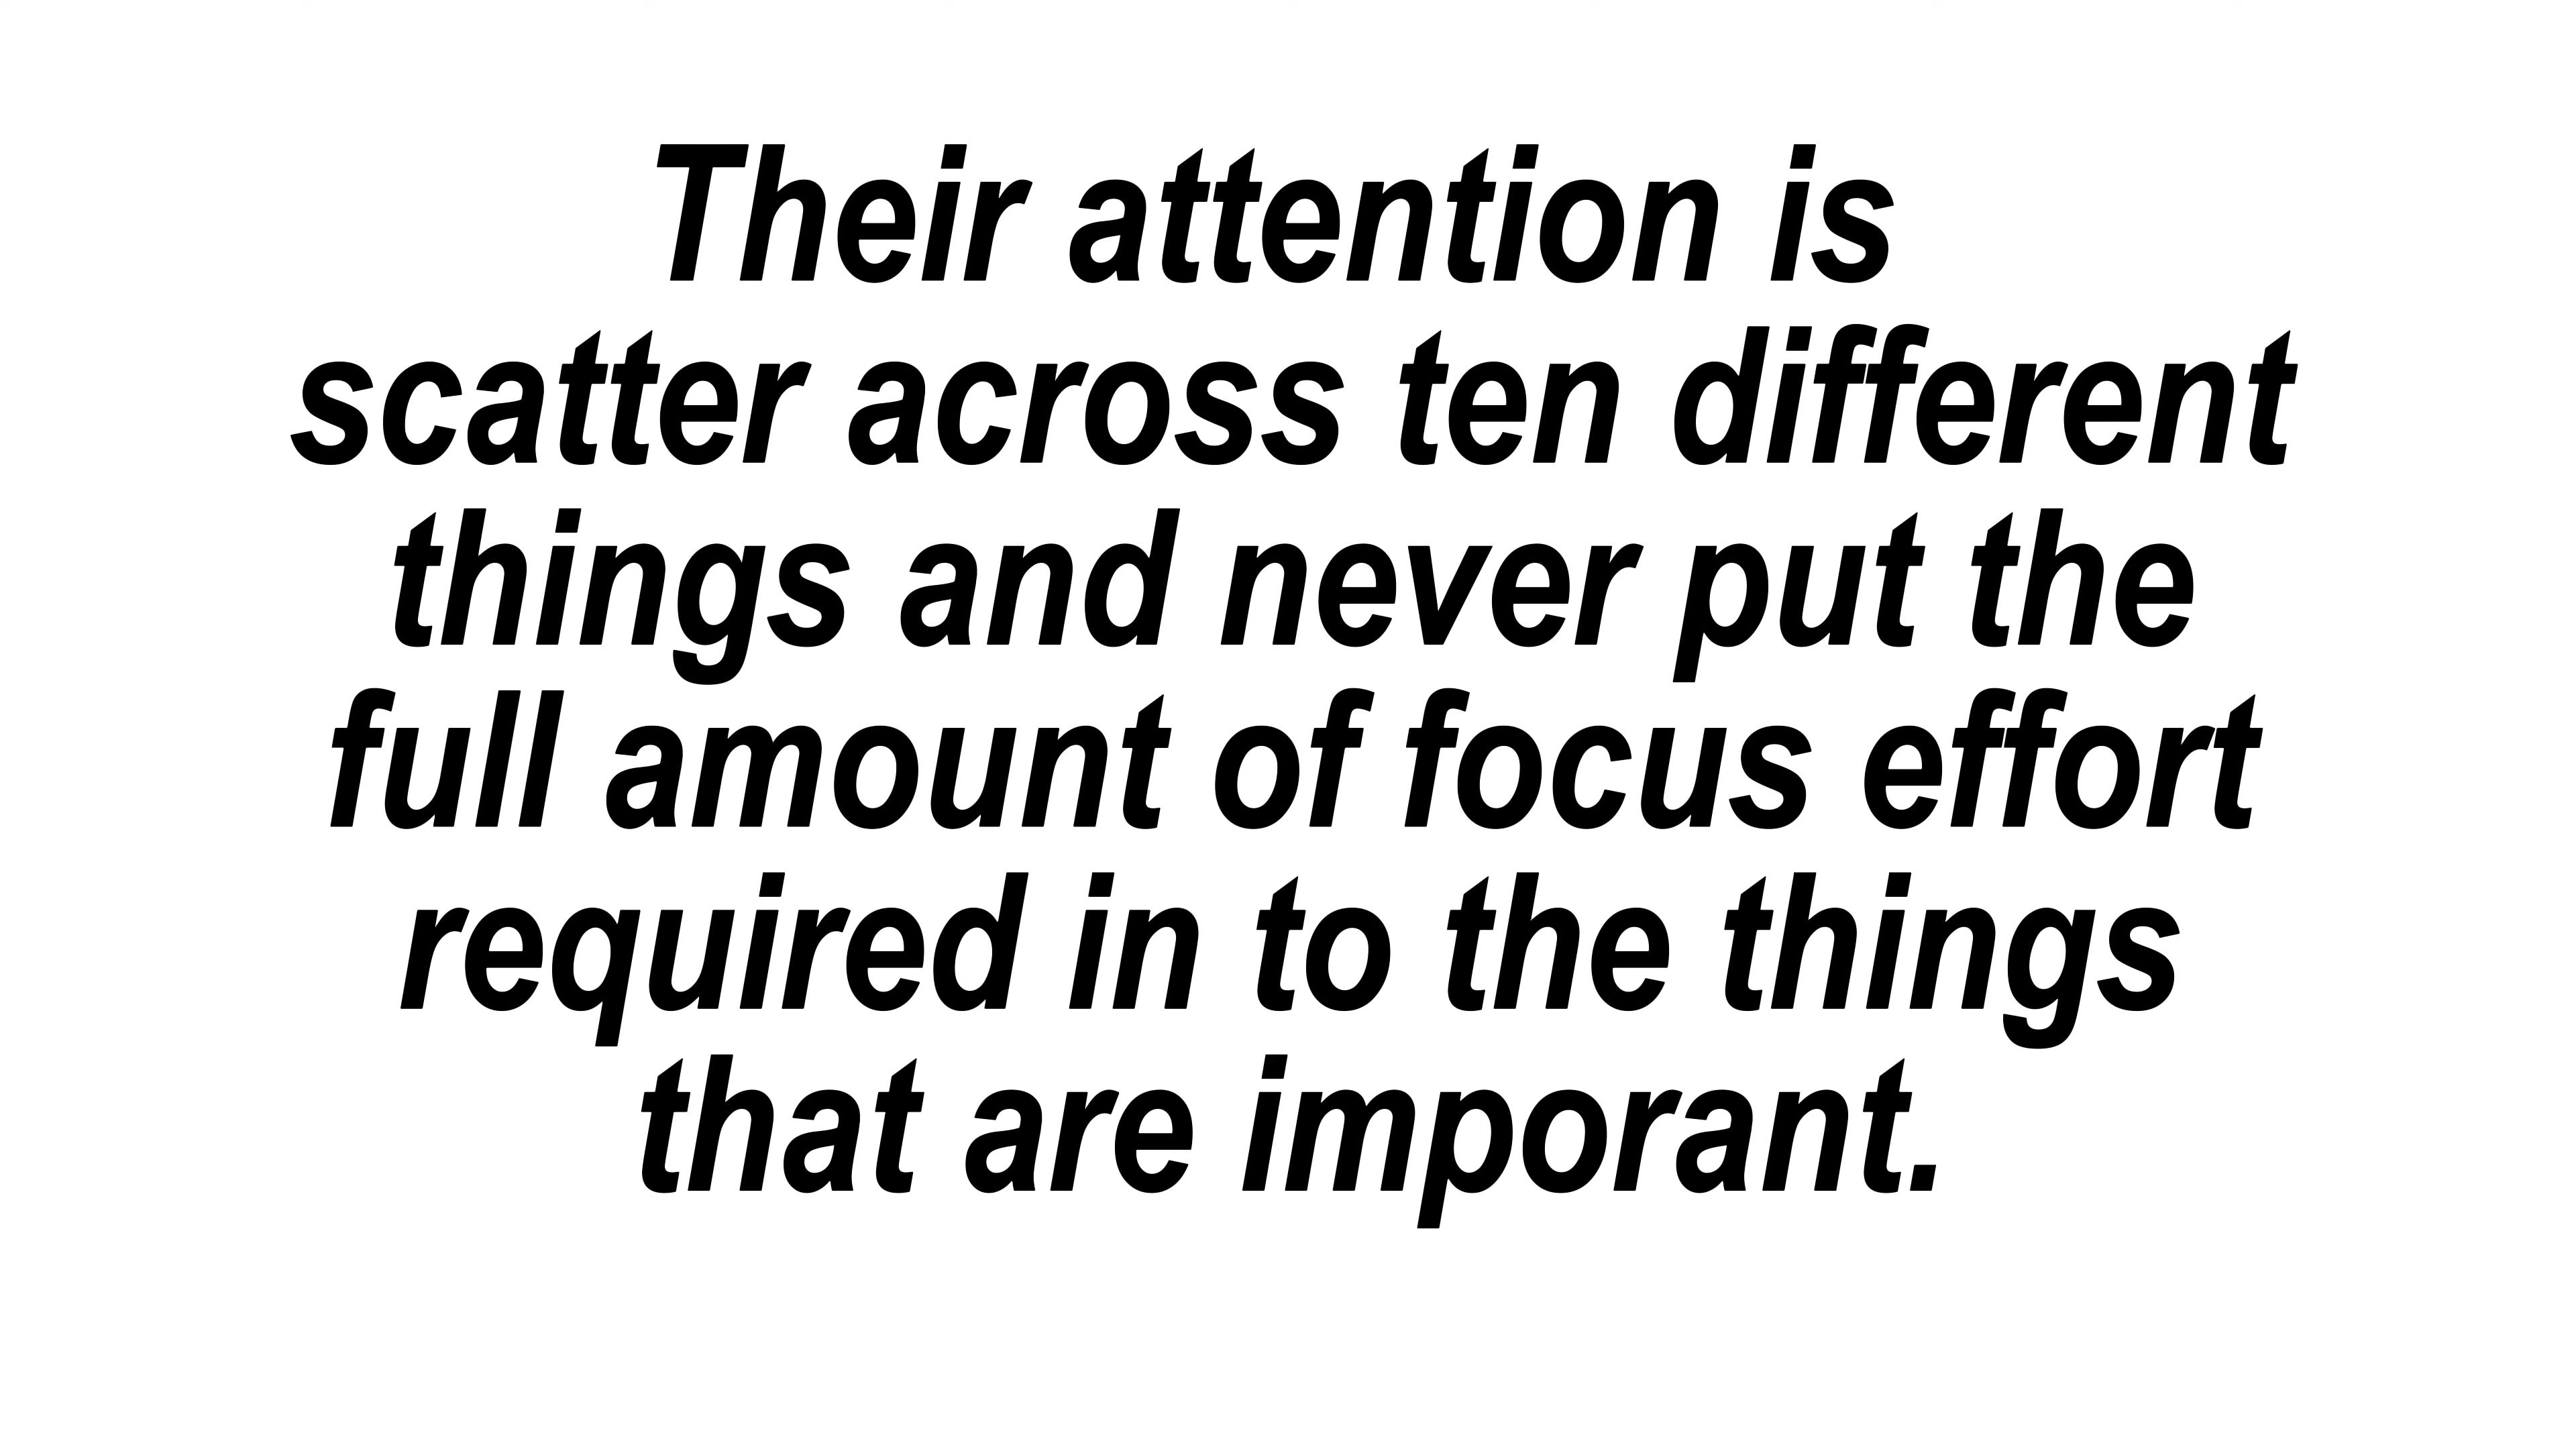 Their attention is
scatter across ten different
things and never put the
full amount of focus effort
required in to the things
that are imporant.